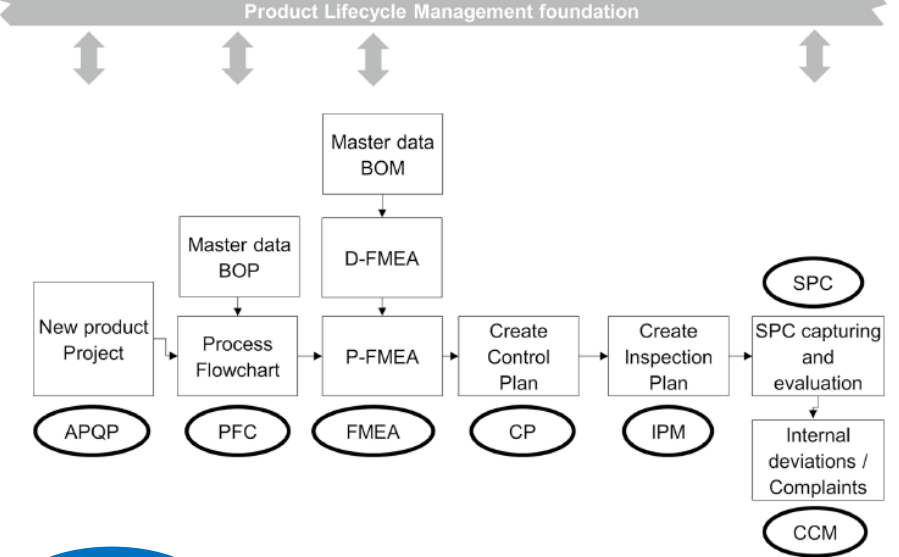 Product Lifecycle Management foundation
Master data
BOM
Master data
BOP
D-FMEA
SPC
New product
Project
Process
Flowchart
P-FMEA
Create
Control
Plan
Create
Inspection
Plan
SPC capturing
and
evaluation
APQP
PFC
FMEA
CP
IPM
Internal
deviations /
Complaints
CCM